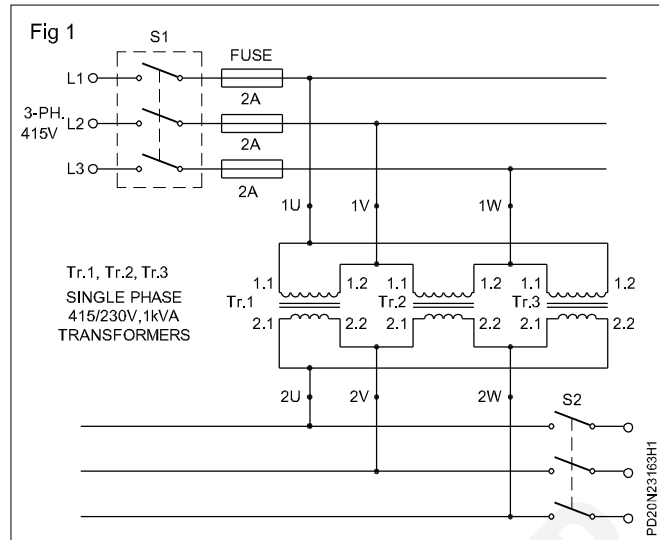 Fig 1
S1
FUSE
L1
2A
3-PH.
415V
L2
2A
L3
2A
1U
1V
1W
Tr.1, Tr.2, Tr.3
SINGLE PHASE
415/230V,1kVA
TRANSFORMERS
1.1
1.2
1.1
1.2
1.1
1.2
Tr.1
Tr.2
Tr.3
2.1
2.2
2.1
2.2
2.1
2.2
2U
2V
2W
S2
PD20N23163H1